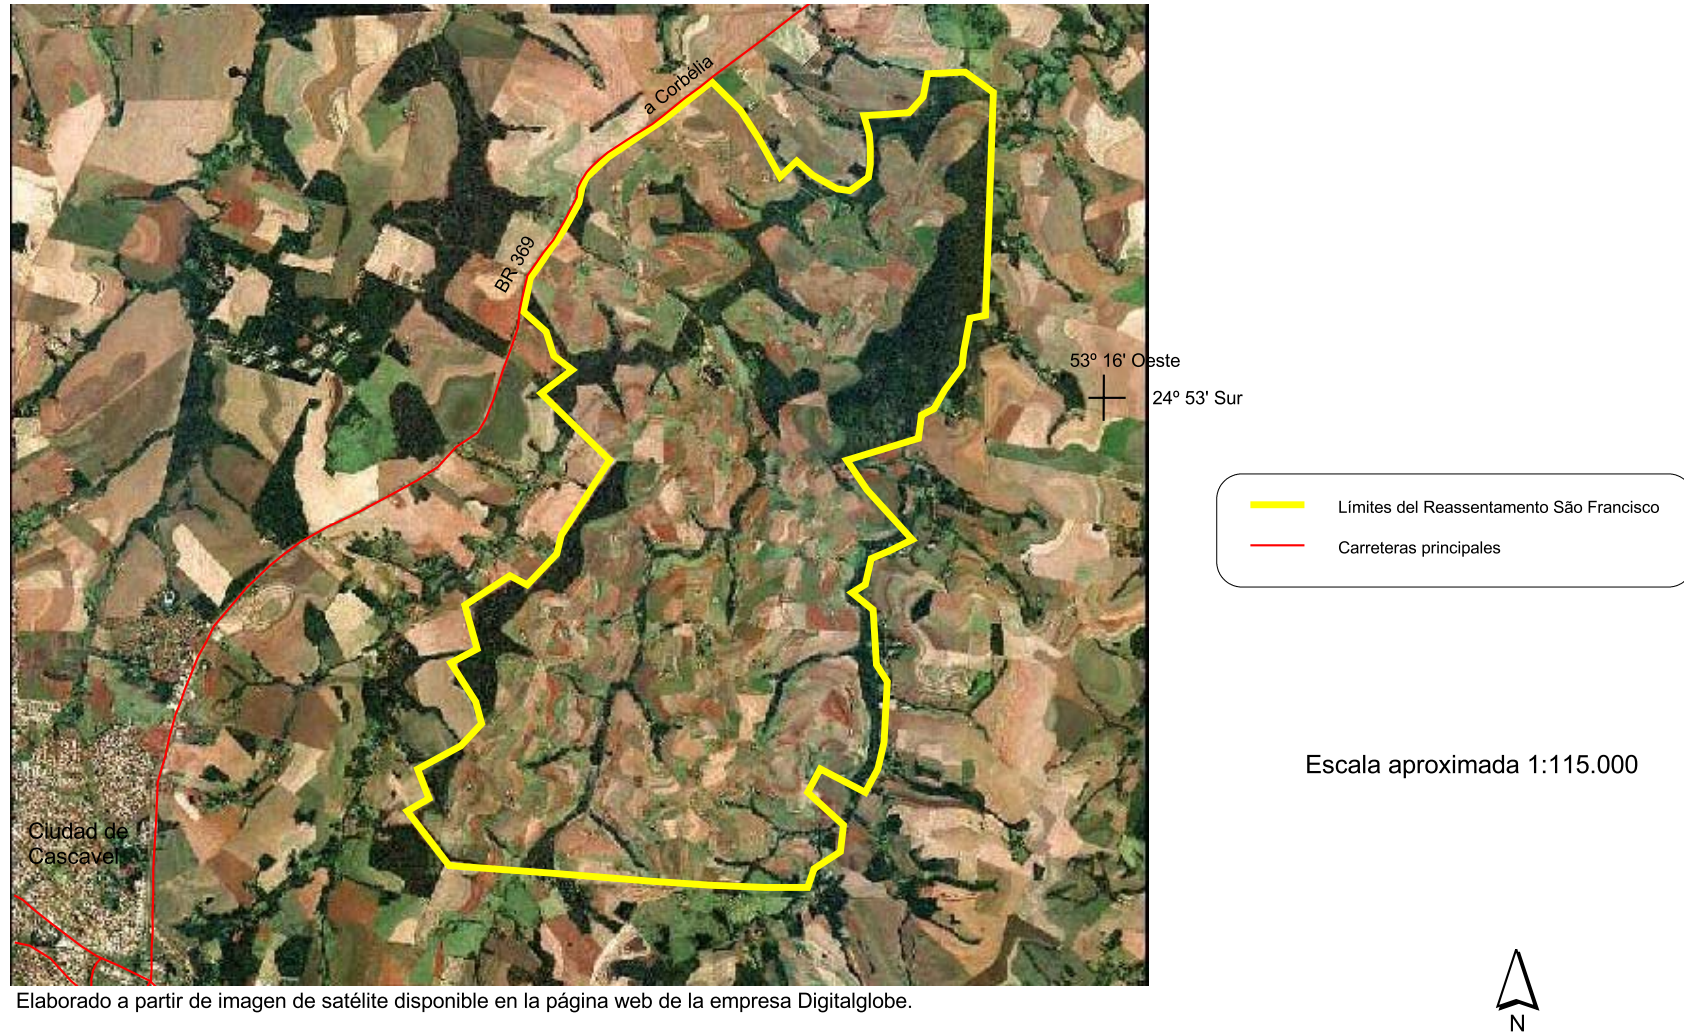 a Corbélia
BR 369
53º 16' Oeste
24º 53' Sur
Límites del Reassentamento São Francisco
Carreteras principales
Escala aproximada 1:115.000
Ciudad de
Cascavel
Elaborado a partir de imagen de satélite disponible en la página web de la empresa Digitalglobe.
N